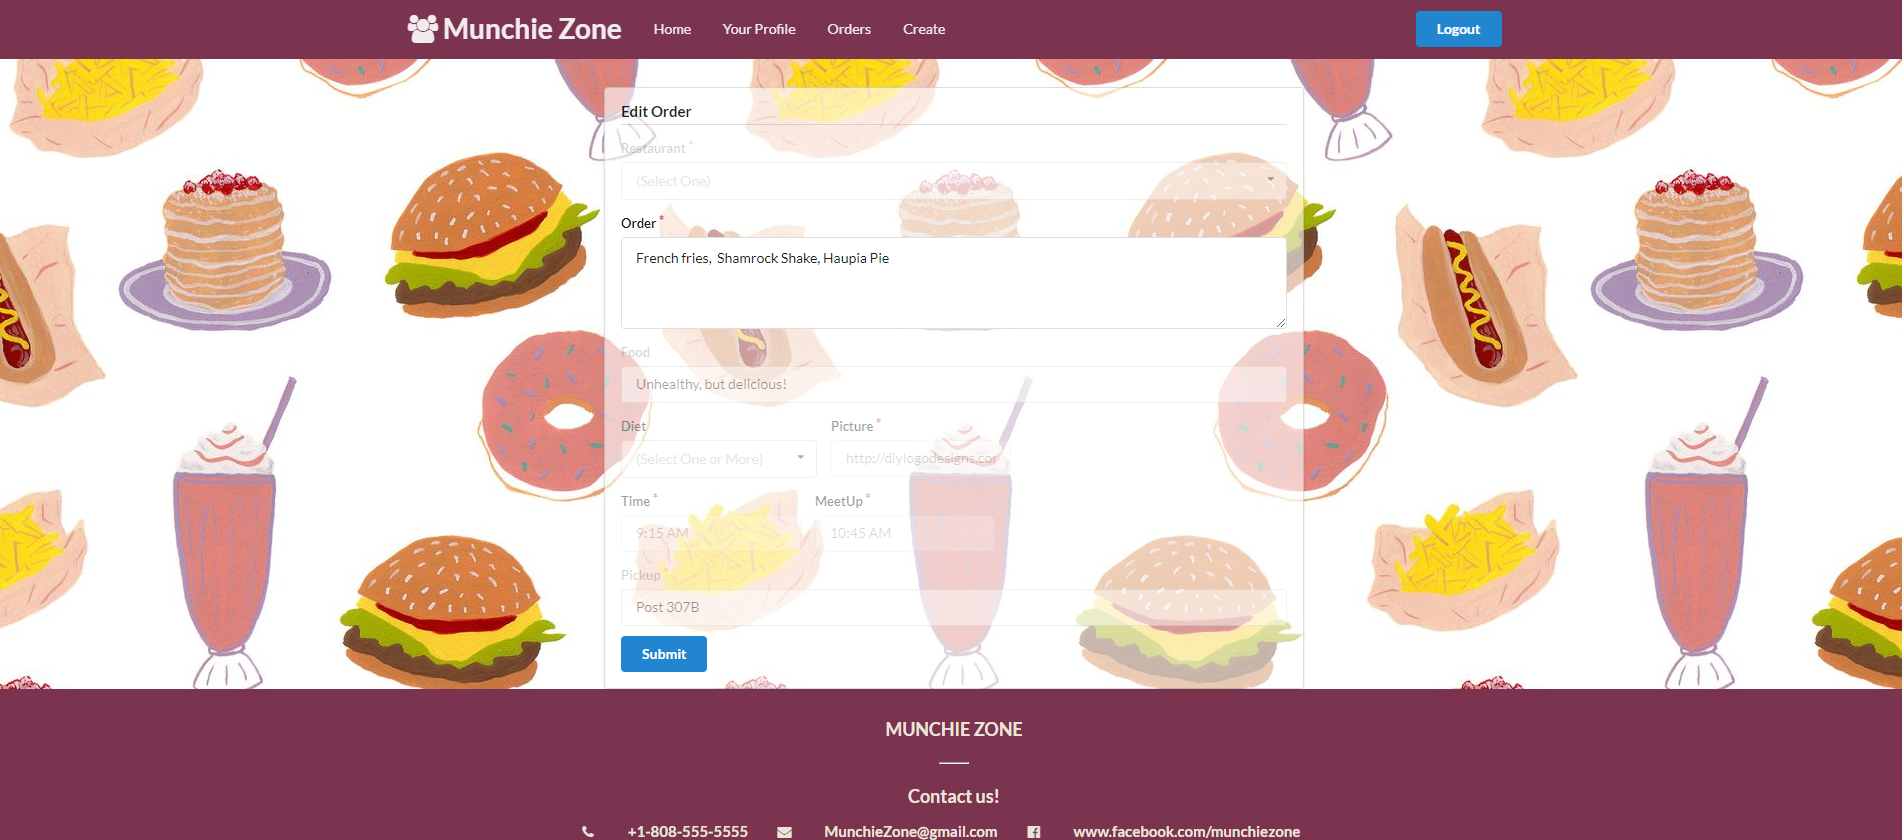 Munchie Zone Home Your Profile Orders Create Logout
Edit Order
Restaurant *
(Select One)
Order *
French fries,  Shamrock Shake, Haupia Pie
Food
Unhealthy, but delicious!
Diet Picture *
(Select One or More) http://diylogodesigns.cor
Time * MeetUp *
9:15 AM 10:45 AM
Pickup *
Post 307B
Submit
MUNCHIE ZONE
Contact us!
+1-808-555-5555 MunchieZone@gmail.com www.facebook.com/munchiezone